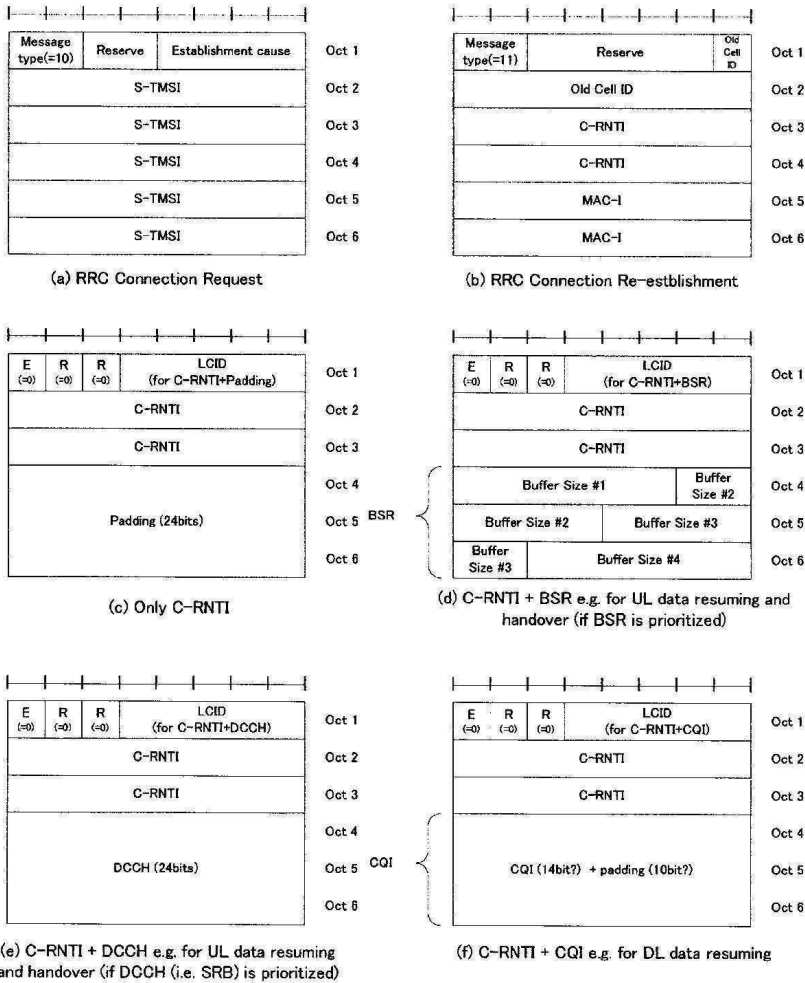 Message type(=10) Reserve Establishment cause Oct 1
S-TMSI Oct 2
S-TMSI Oct 3
S-TMSI Oct 4
S-TMSI Oct 5
S-TMSI Oct 6
(a) RRC Connection Request
Message type(=11) Reserve Old Cell ID Oct 1
Old Cell ID Oct 2
C-RNTI Oct 3
C-RNTI Oct 4
MAC-I Oct 5
MAC-I Oct 6
(b) RRC Connection Re-estblishment
E (=0) R (=0) R (=0) LCID (for C-RNTI+Padding) Oct 1
C-RNTI Oct 2
C-RNTI Oct 3
Oct 4
Padding (24bits) Oct 5
Oct 6
(c) Only C-RNTI
E (=0) R (=0) R (=0) LCID (for C-RNTI+BSR) Oct 1
C-RNTI Oct 2
C-RNTI Oct 3
BSR
Buffer Size #1 Buffer Size #2 Oct 4
Buffer Size #2 Buffer Size #3 Oct 5
Buffer Size #3 Buffer Size #4 Oct 6
(d) C-RNTI + BSR e.g. for UL data resuming and
handover (if BSR is prioritized)
E (=0) R (=0) R (=0) LCID (for C-RNTI+DCCH) Oct 1
C-RNTI Oct 2
C-RNTI Oct 3
Oct 4
DCCH (24bits) Oct 5
Oct 6
(e) C-RNTI + DCCH e.g. for UL data resuming
and handover (if DCCH (i.e. SRB) is prioritized)
E (=0) R (=0) R (=0) LCID (for C-RNTI+CQI) Oct 1
C-RNTI Oct 2
C-RNTI Oct 3
CQI
Oct 4
CQI (14bit?) + padding (10bit?) Oct 5
Oct 6
(f) C-RNTI + CQI e.g. for DL data resuming